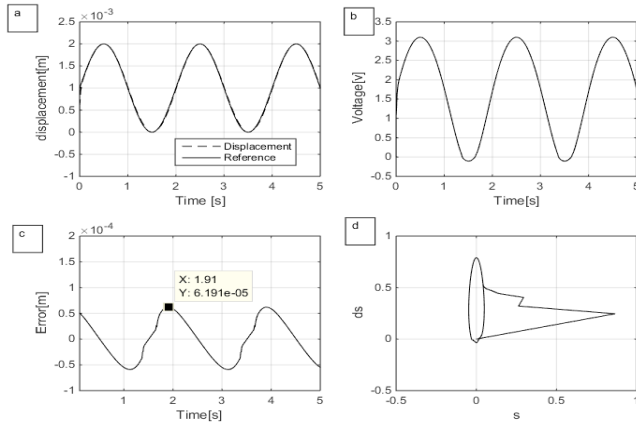 a
× 10⁻³
2.5
2
1.5
1
0.5
0
-0.5
-1
displacement[m]
Displacement
Reference
0 1 2 3 4 5
Time [s]
b
3.5
3
2.5
2
1.5
1
0.5
0
-0.5
Voltage[v]
0 1 2 3 4 5
Time[s]
c
× 10⁻⁴
2
1.5
1
0.5
0
-0.5
-1
Error[m]
X: 1.91
Y: 6.191e-05
1 2 3 4 5
Time[s]
d
1
0.5
0
0.5
ds
-0.5 0 0.5 1
s